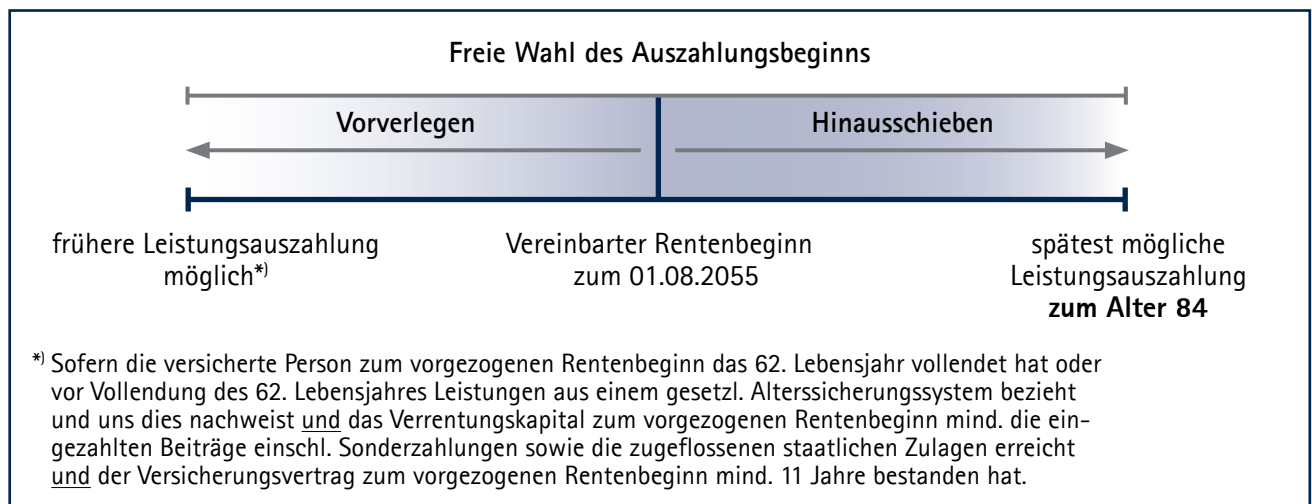 Freie Wahl des Auszahlungsbeginns
Vorverlegen
Hinausschieben
frühere Leistungsauszahlung
möglich*)
Vereinbarter Rentenbeginn
zum 01.08.2055
spätest mögliche
Leistungsauszahlung
zum Alter 84
*) Sofern die versicherte Person zum vorgezogenen Rentenbeginn das 62. Lebensjahr vollendet hat oder
vor Vollendung des 62. Lebensjahres Leistungen aus einem gesetzl. Alterssicherungssystem bezieht
und uns dies nachweist und das Verrentungskapital zum vorgezogenen Rentenbeginn mind. die ein-
gezahlten Beiträge einschl. Sonderzahlungen sowie die zugeflossenen staatlichen Zulagen erreicht
und der Versicherungsvertrag zum vorgezogenen Rentenbeginn mind. 11 Jahre bestanden hat.